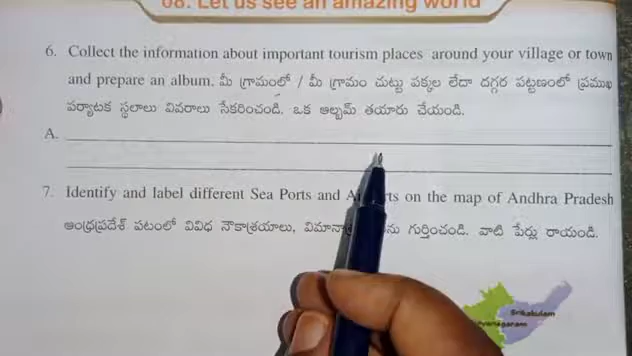 08. Let us see an amazing world
6. Collect the information about important tourism places around your village or town
and prepare an album. మీ గ్రామంలో / మీ గ్రామం చుట్టు పక్కల లేదా దగ్గర పట్టణంలో ప్రముఖ
పర్యాటక స్థలాలు వివరాలు సేకరించండి. ఒక ఆల్బమ్ తయారు చేయండి.
A.
7. Identify and label different Sea Ports and on the map of Andhra Pradesh
ఆంధ్రప్రదేశ్ పటంలో వివిధ నౌకాశ్రయాలు, గుర్తించండి. వాటి పేర్లు రాయండి.
Srikakulam